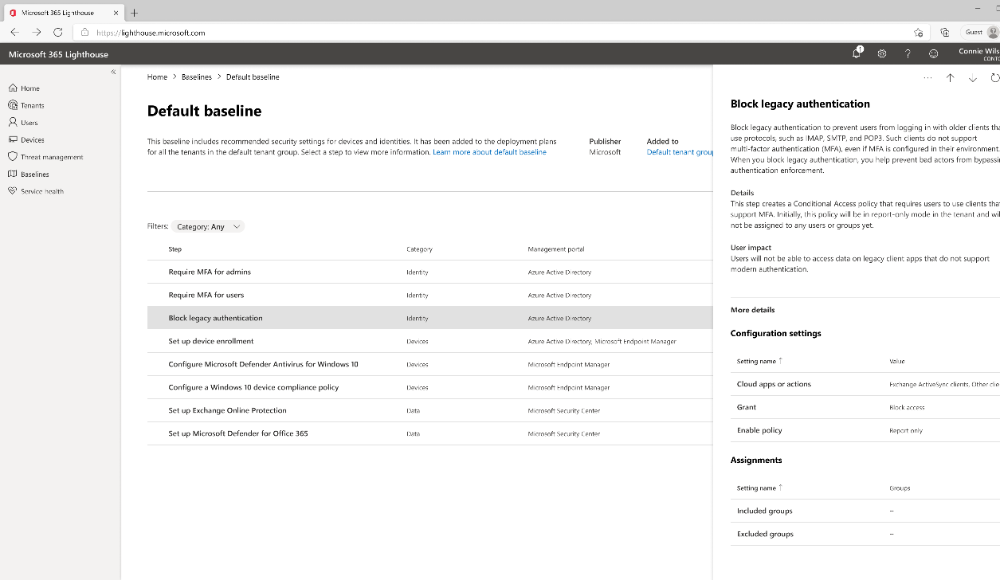 Microsoft 365 Lighthouse
https://lighthouse.microsoft.com
Guest
Microsoft 365 Lighthouse
1
Connie Wils
CONTO
Home
Tenants
Users
Devices
Threat management
Baselines
Service health
Home > Baselines > Default baseline
Default baseline
This baseline includes recommended security settings for devices and identities. It has been added to the deployment plans
for all the tenants in the default tenant group. Select a step to view more information. Learn more about default baseline
Publisher
Microsoft
Added to
Default tenant group
Filters: Category: Any
Step Category Management portal
Require MFA for admins Identity Azure Active Directory
Require MFA for users Identity Azure Active Directory
Block legacy authentication Identity Azure Active Directory
Set up device enrollment Devices Azure Active Directory, Microsoft Endpoint Manager
Configure Microsoft Defender Antivirus for Windows 10 Devices Microsoft Endpoint Manager
Configure a Windows 10 device compliance policy Devices Microsoft Endpoint Manager
Set up Exchange Online Protection Data Microsoft Security Center
Set up Microsoft Defender for Office 365 Data Microsoft Security Center
Block legacy authentication
Block legacy authentication to prevent users from logging in with older clients tha
use protocols, such as IMAP, SMTP, and POP3. Such clients do not support
multi-factor authentication (MFA), even if MFA is configured in their environment.
When you block legacy authentication, you help prevent bad actors from bypassi
authentication enforcement.
Details
This step creates a Conditional Access policy that requires users to use clients tha
support MFA. Initially, this policy will be in report-only mode in the tenant and wil
not be assigned to any users or groups yet.
User impact
Users will not be able to access data on legacy client apps that do not support
modern authentication.
More details
Configuration settings
Setting name ↑ Value
Cloud apps or actions Exchange ActiveSync clients, Other clie
Grant Block access
Enable policy Report only
Assignments
Setting name ↑ Groups
Included groups --
Excluded groups --